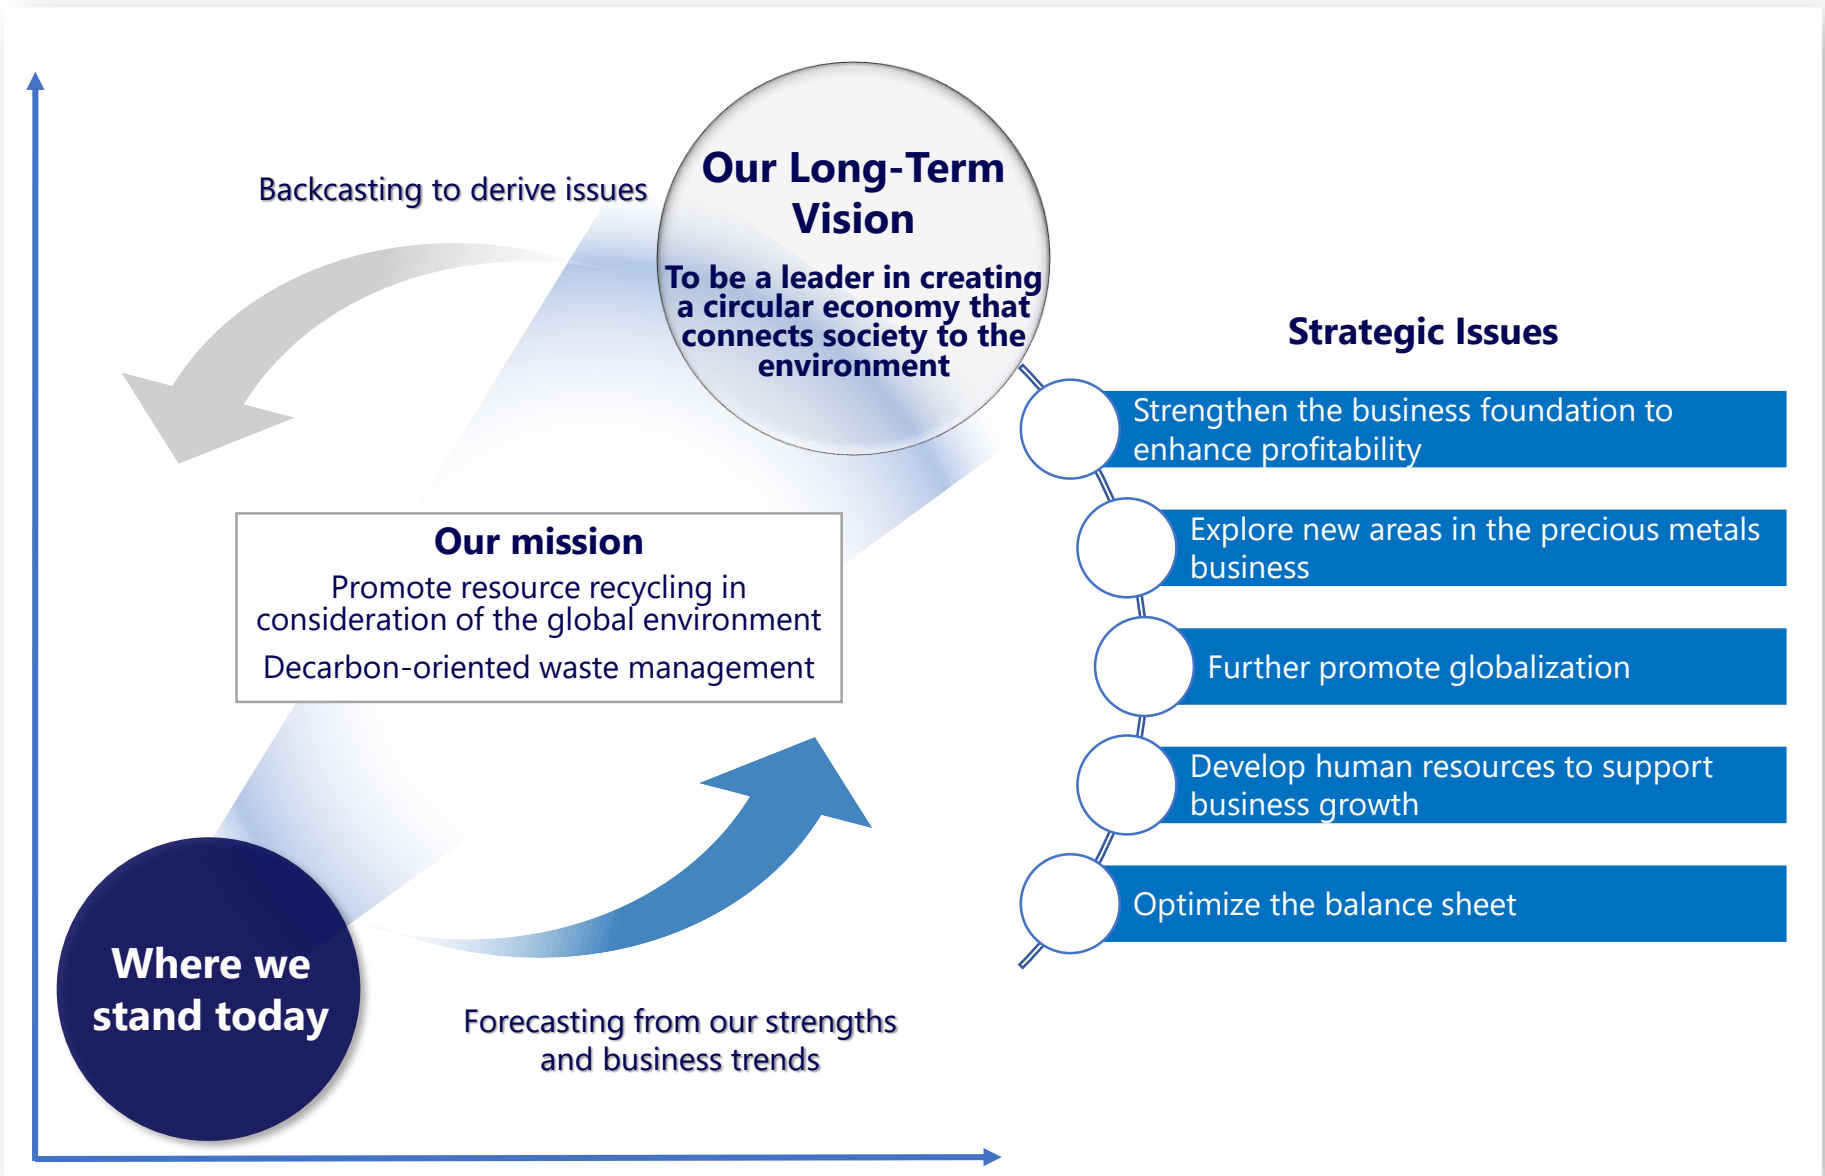 Backcasting to derive issues
Our Long-Term
Vision
To be a leader in creating
a circular economy that
connects society to the
environment
Our mission
Promote resource recycling in
consideration of the global environment
Decarbon-oriented waste management
Where we
stand today
Forecasting from our strengths
and business trends
Strategic Issues
Strengthen the business foundation to
enhance profitability
Explore new areas in the precious metals
business
Further promote globalization
Develop human resources to support
business growth
Optimize the balance sheet